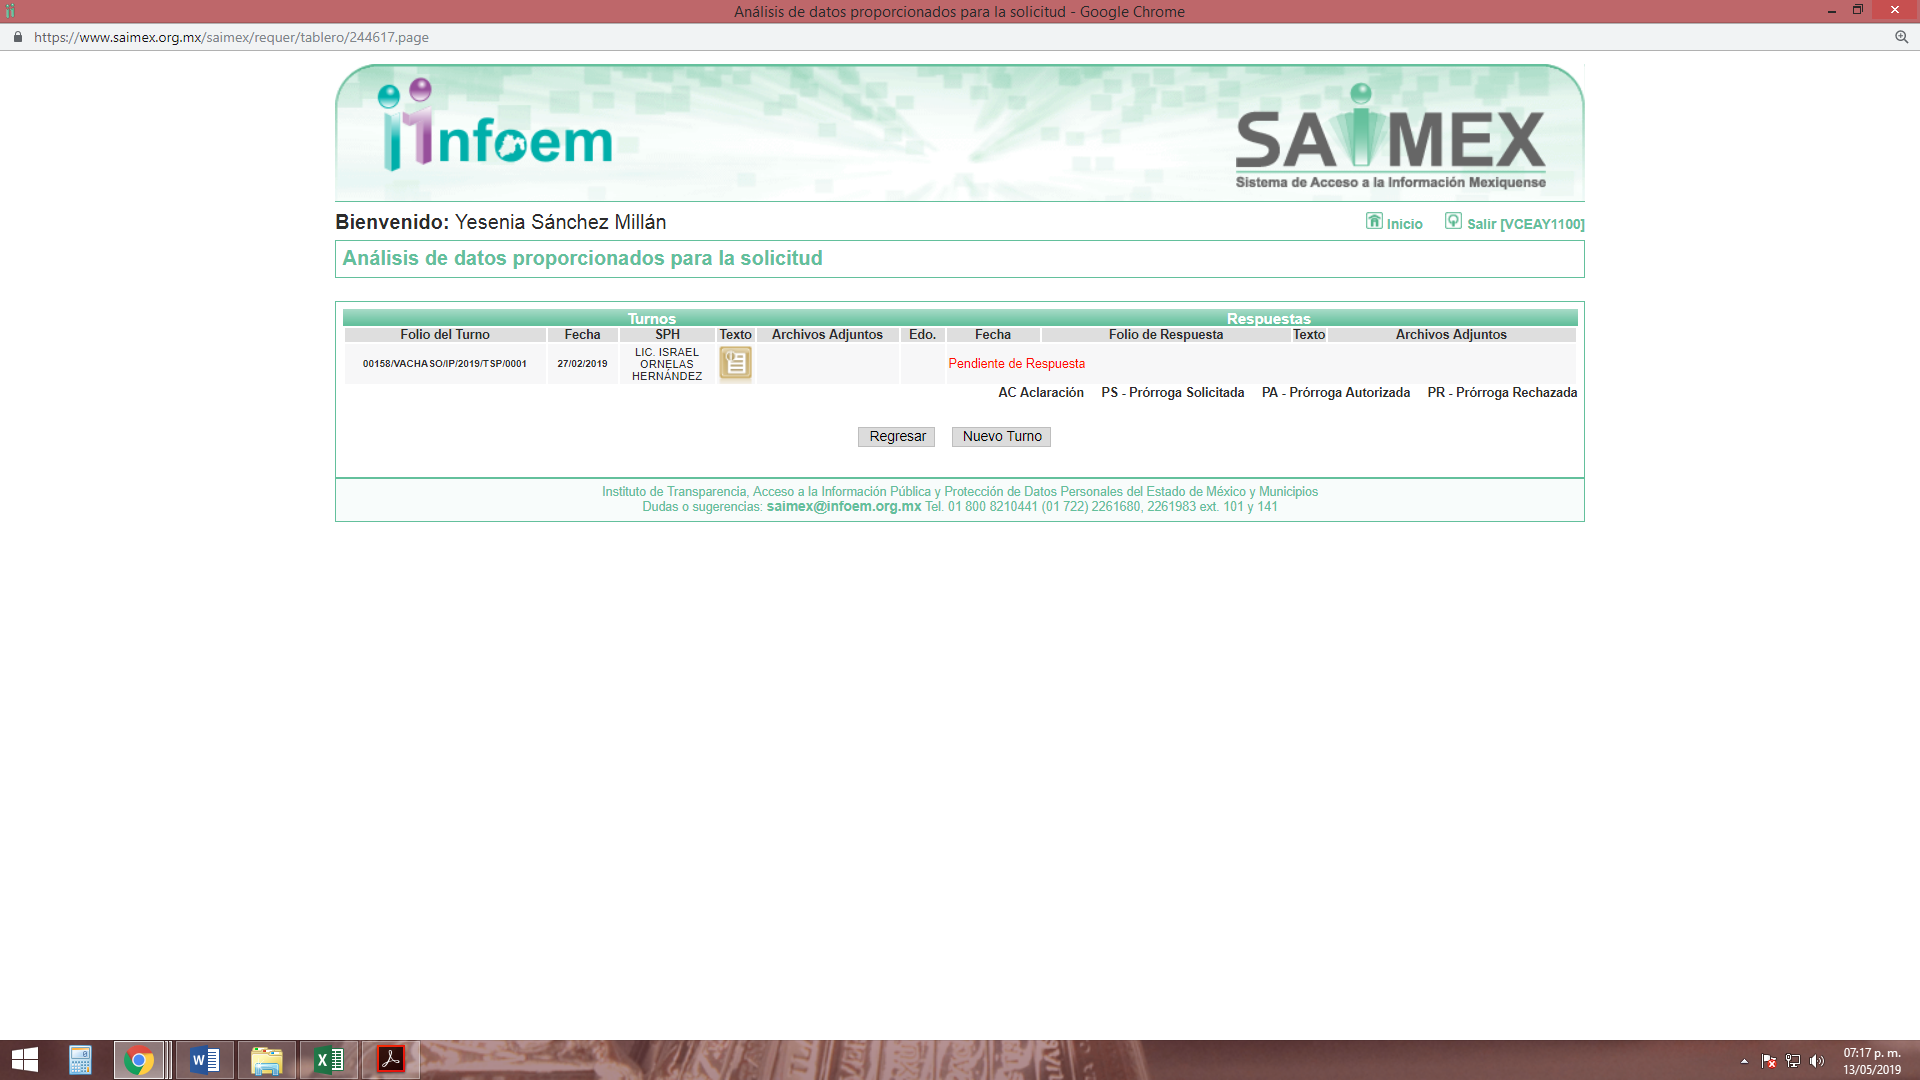 Análisis de datos proporcionados para la solicitud - Google Chrome
https://www.saimex.org.mx/saimex/requer/tablero/244617.page
infoem
SAIMEX
Sistema de Acceso a la Información Mexiquense
Bienvenido: Yesenia Sánchez Millán
Inicio Salir [VCEAY1100]
Análisis de datos proporcionados para la solicitud
Turnos Respuestas
Folio del Turno Fecha SPH Texto Archivos Adjuntos Edo. Fecha Folio de Respuesta Texto Archivos Adjuntos
00158/VACHASO/IP/2019/TSP/0001 27/02/2019 LIC. ISRAEL ORNELAS HERNÁNDEZ Pendiente de Respuesta
AC Aclaración PS - Prórroga Solicitada PA - Prórroga Autorizada PR - Prórroga Rechazada
Regresar Nuevo Turno
Instituto de Transparencia, Acceso a la Información Pública y Protección de Datos Personales del Estado de México y Municipios
Dudas o sugerencias: saimex@infoem.org.mx Tel. 01 800 8210441 (01 722) 2261680, 2261983 ext. 101 y 141
07:17 p. m.
13/05/2019